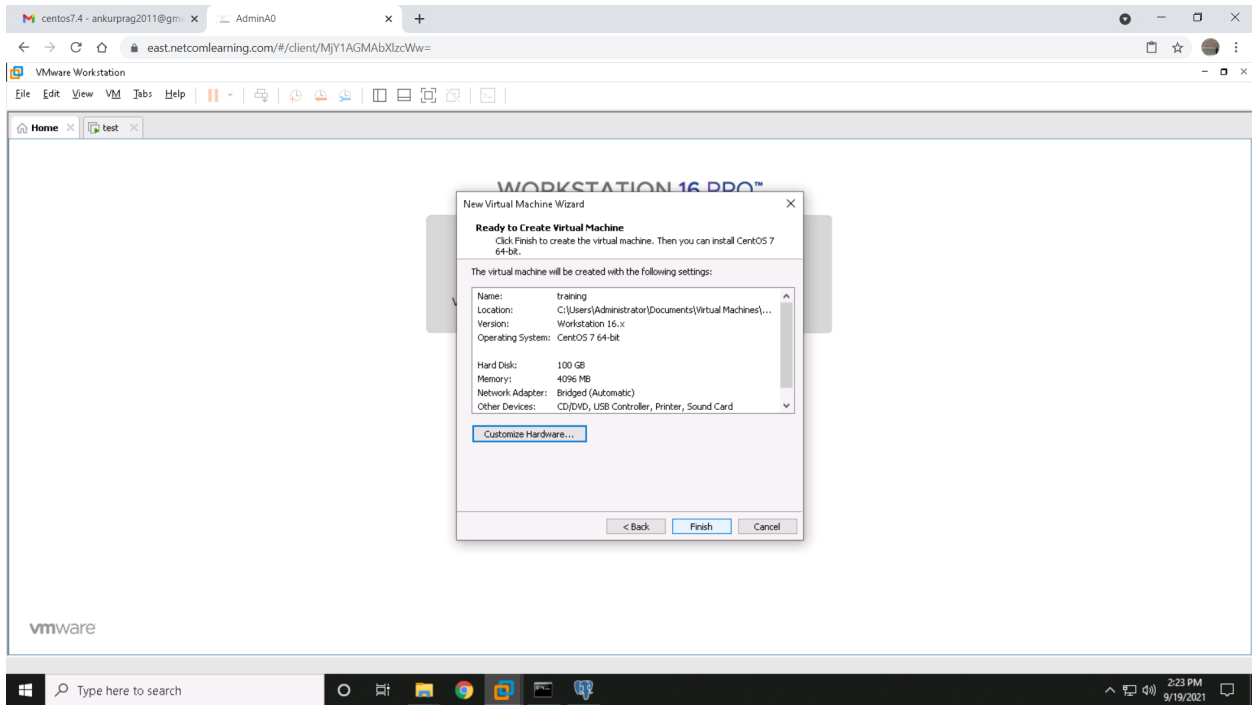 centos7.4 - ankurprag2011@gma
AdminA0
east.netcomlearning.com/#/client/MjY1AGMAbXlzcWw=
VMware Workstation
File Edit View VM Tabs Help
Home test
WORKSTATION 16 PRO™
New Virtual Machine Wizard
Ready to Create Virtual Machine
Click Finish to create the virtual machine. Then you can install CentOS 7
64-bit.
The virtual machine will be created with the following settings:
Name: training
Location: C:\Users\Administrator\Documents\Virtual Machines\...
Version: Workstation 16.x
Operating System: CentOS 7 64-bit
Hard Disk: 100 GB
Memory: 4096 MB
Network Adapter: Bridged (Automatic)
Other Devices: CD/DVD, USB Controller, Printer, Sound Card
Customize Hardware...
< Back Finish Cancel
vmware
Type here to search
2:23 PM
9/19/2021